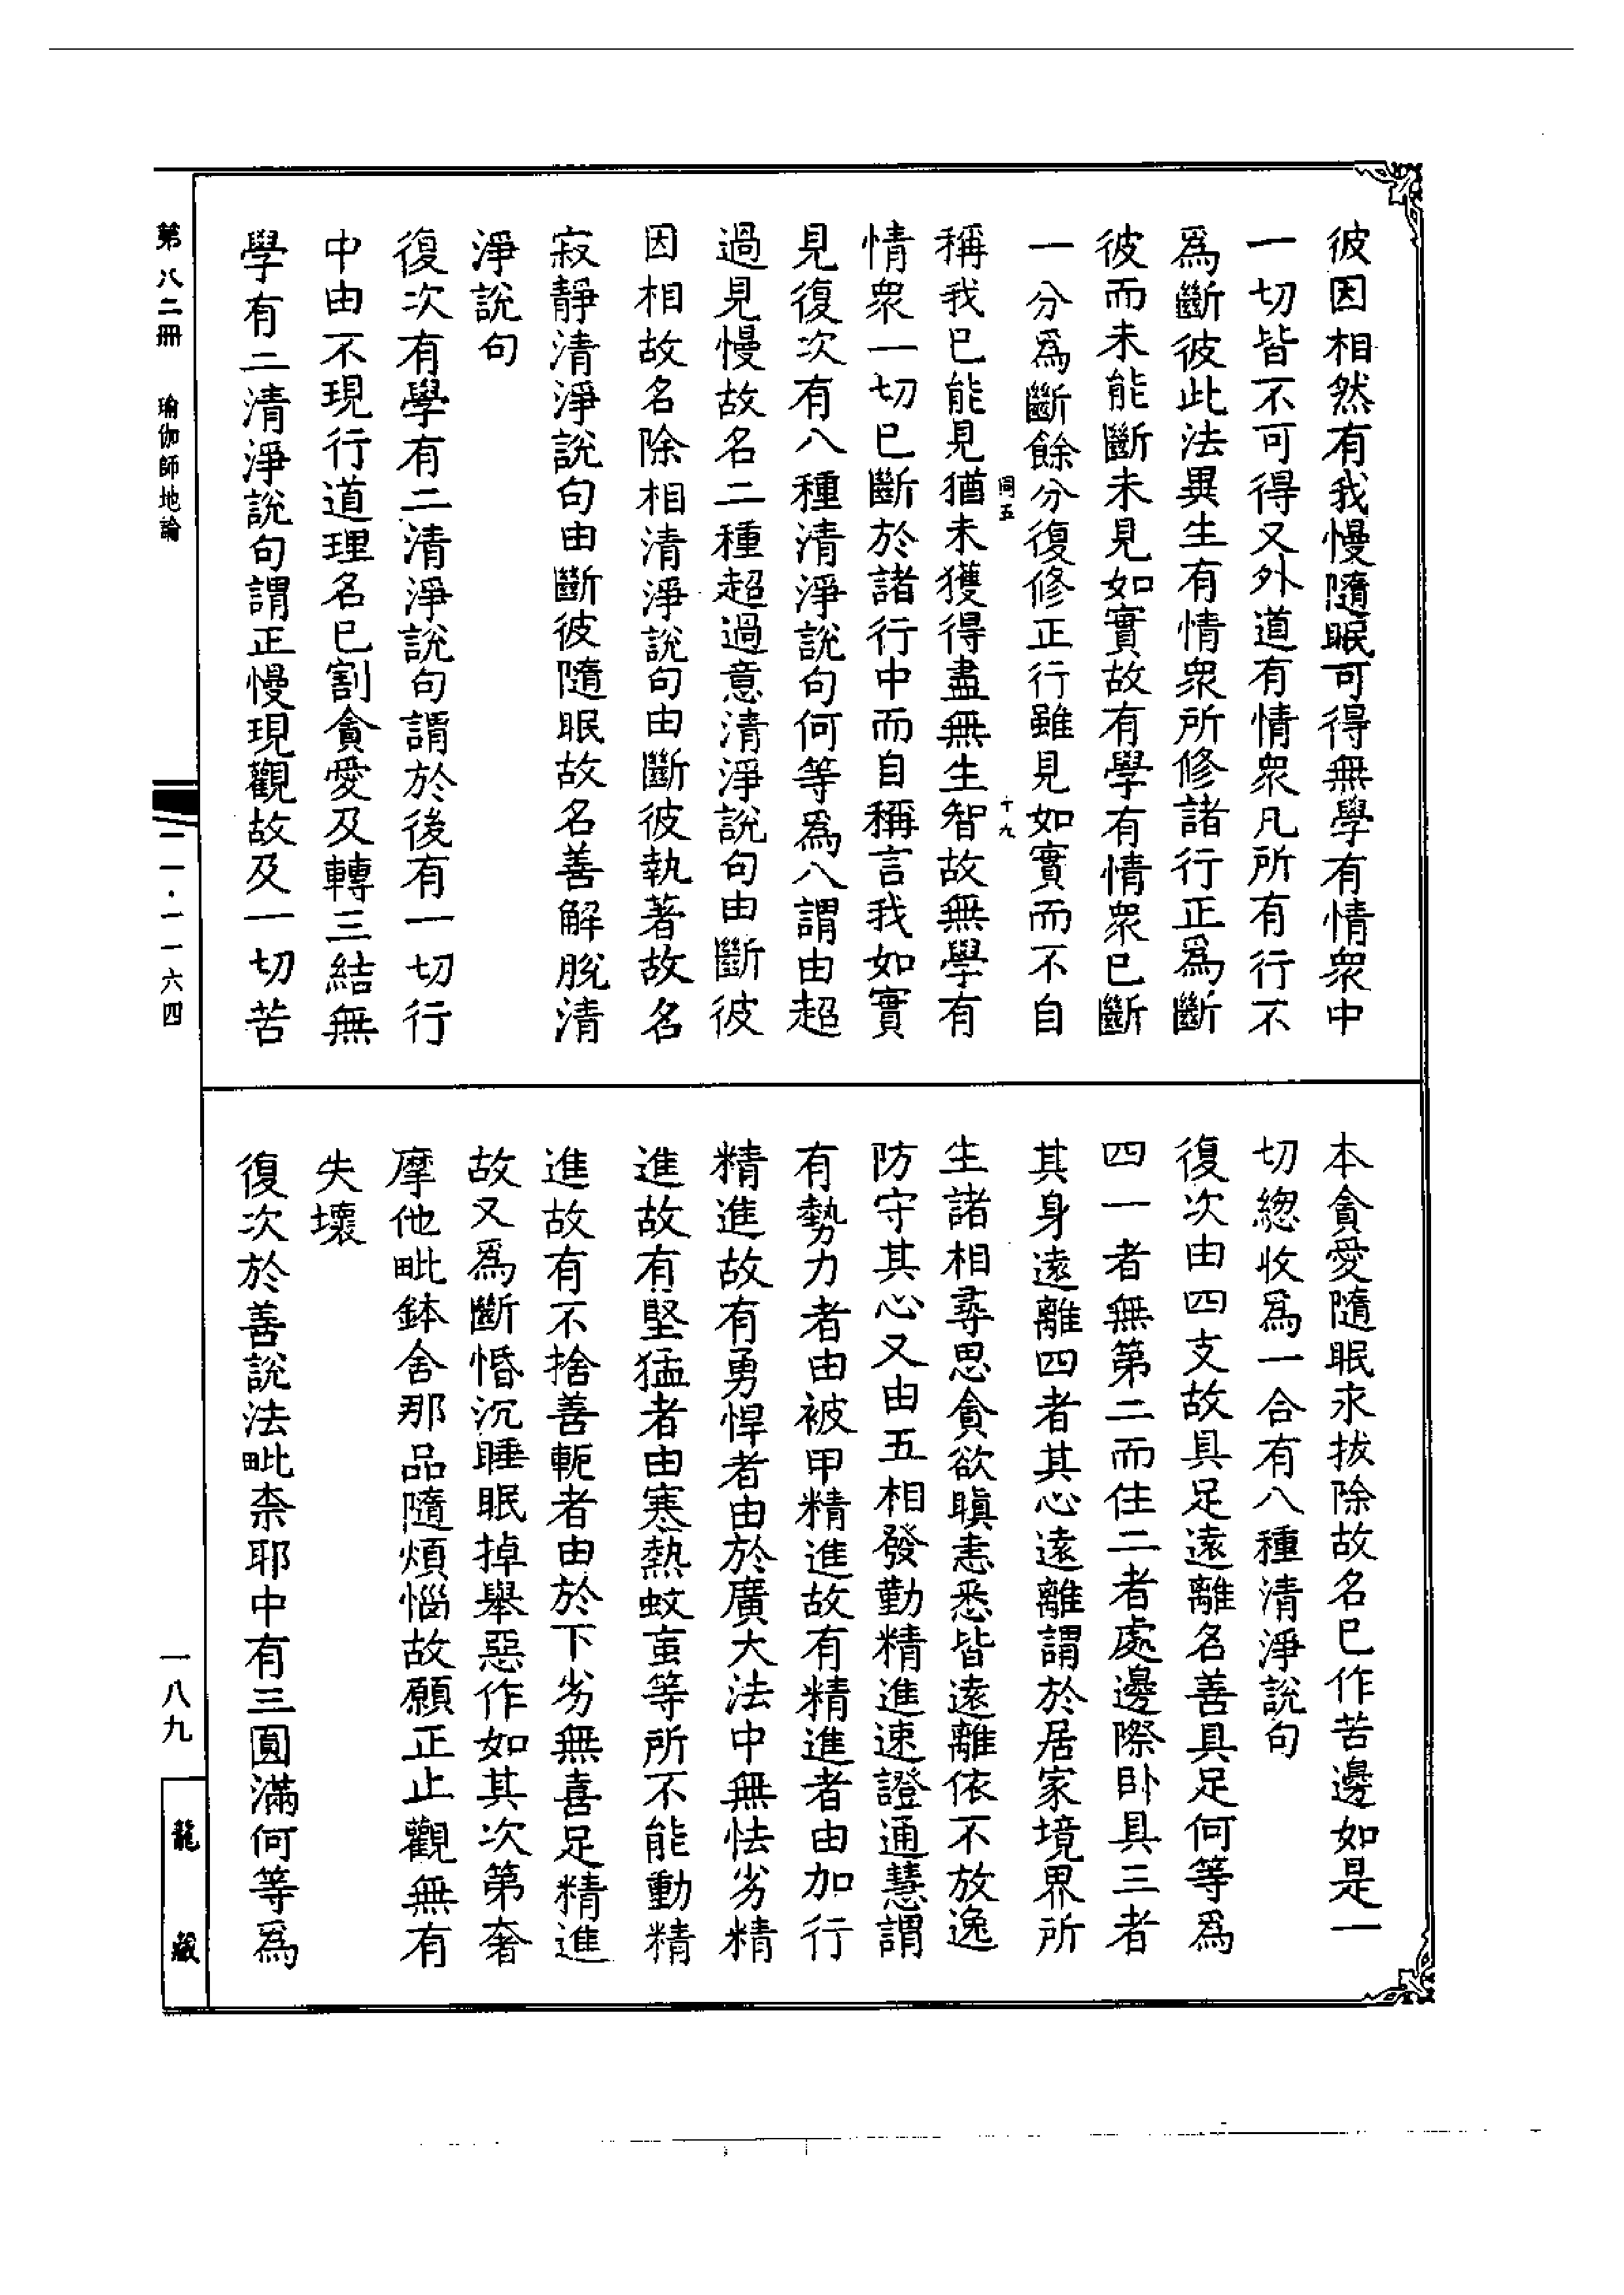 彼因相然有我慢隨眠可得無學有情衆中
一切皆不可得又外道有情衆凡所有行不
爲斷彼此法異生有情衆所修諸行正爲斷
彼而未能斷未見如實故有學有情衆已斷
一分爲斷餘分復修正行雖見如實而不自
同五
十九
稱我已能見猶未獲得盡無生智故無學有
情衆一切已斷於諸行中而自稱言我如實
見復次有八種清淨說句何等爲八謂由超
過見慢故名二種超過意清淨說句由斷彼
因相故名除相清淨說句由斷彼執著故名
寂靜清淨說句由斷彼隨眠故名善解脫清
淨說句
復次有學有二清淨說句謂於後有一切行
中由不現行道理名已割貪愛及轉三結無
學有二清淨說句謂正慢現觀故及一切苦
本貪愛隨眠求拔除故名已作苦邊如是一
切緫收爲一合有八種清淨說句
復次由四支故具足遠離名善具足何等爲
四一者無第二而住二者處邊際臥具三者
其身遠離四者其心遠離謂於居家境界所
生諸相尋思貪欲瞋恚悉皆遠離依不放逸
防守其心又由五相發勤精進速證通慧謂
有勢力者由被甲精進故有精進者由加行
精進故有勇悍者由於廣大法中無怯劣精
進故有堅猛者由寒熱蚊䖟等所不能動精
進故有不捨善軛者由於下劣無喜足精進
故又爲斷惛沉睡眠掉舉惡作如其次第奢
摩他毗鉢舍那品隨煩惱故願正止觀無有
失壞
復次於善說法毗柰耶中有三圓滿何等爲
第八二冊 瑜伽師地論
二一·一一六四
一八九
龍藏